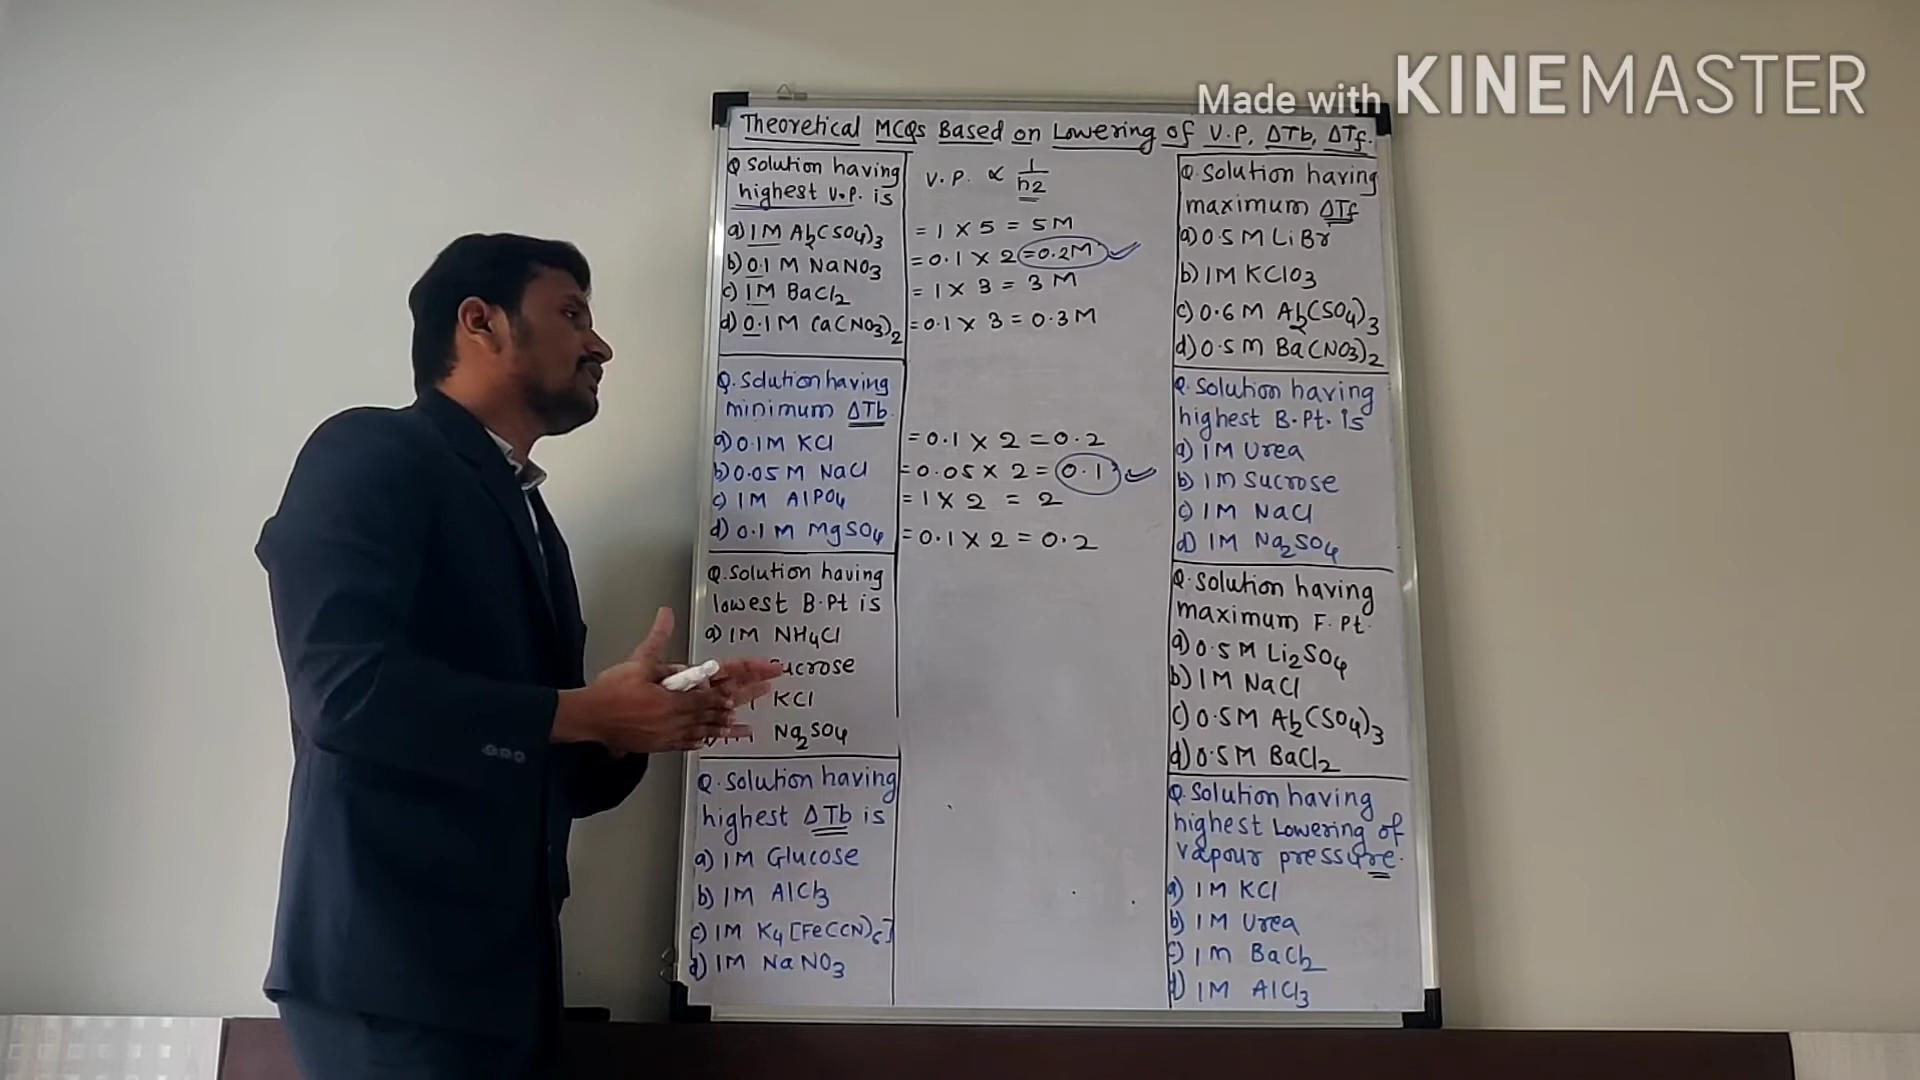 Made with KINEMASTER
Theoretical MCQs Based on Lowering of V.P, ΔTb, ΔTf.
Q. Solution having
highest V.P. is
a) 1M Al2(SO4)3
b) 0.1 M NaNO3
c) 1M BaCl2
d) 0.1M Ca(NO3)2
V.P. ∝ 1/n2
= 1 × 5 = 5M
= 0.1 × 2 = 0.2M ✓
= 1 × 3 = 3 M
= 0.1 × 3 = 0.3M
Q. Solution having
minimum ΔTb.
a) 0.1M KCl
b) 0.05 M NaCl
c) 1M AlPO4
d) 0.1 M MgSO4
= 0.1 × 2 = 0.2
= 0.05 × 2 = 0.1 ✓
= 1 × 2 = 2
= 0.1 × 2 = 0.2
Q. Solution having
lowest B.Pt is
a) 1M NH4Cl
Sucrose
KCl
Na2SO4
Q. Solution having
highest ΔTb is
a) 1M Glucose
b) 1M AlCl3
c) 1M K4[Fe(CN)6]
d) 1M NaNO3
Q. Solution having
maximum ΔTf
a) 0.5M LiBr
b) 1M KClO3
c) 0.6 M Al2(SO4)3
d) 0.5 M Ba(NO3)2
Q. Solution having
highest B.Pt. is
a) 1M Urea
b) 1M Sucrose
c) 1M NaCl
d) 1M Na2SO4
Q. Solution having
maximum F.Pt.
a) 0.5 M Li2SO4
b) 1M NaCl
c) 0.5M Al2(SO4)3
d) 0.5M BaCl2
Q. Solution having
highest Lowering of
vapour pressure.
a) 1M KCl
b) 1M Urea
c) 1M BaCl2
d) 1M AlCl3